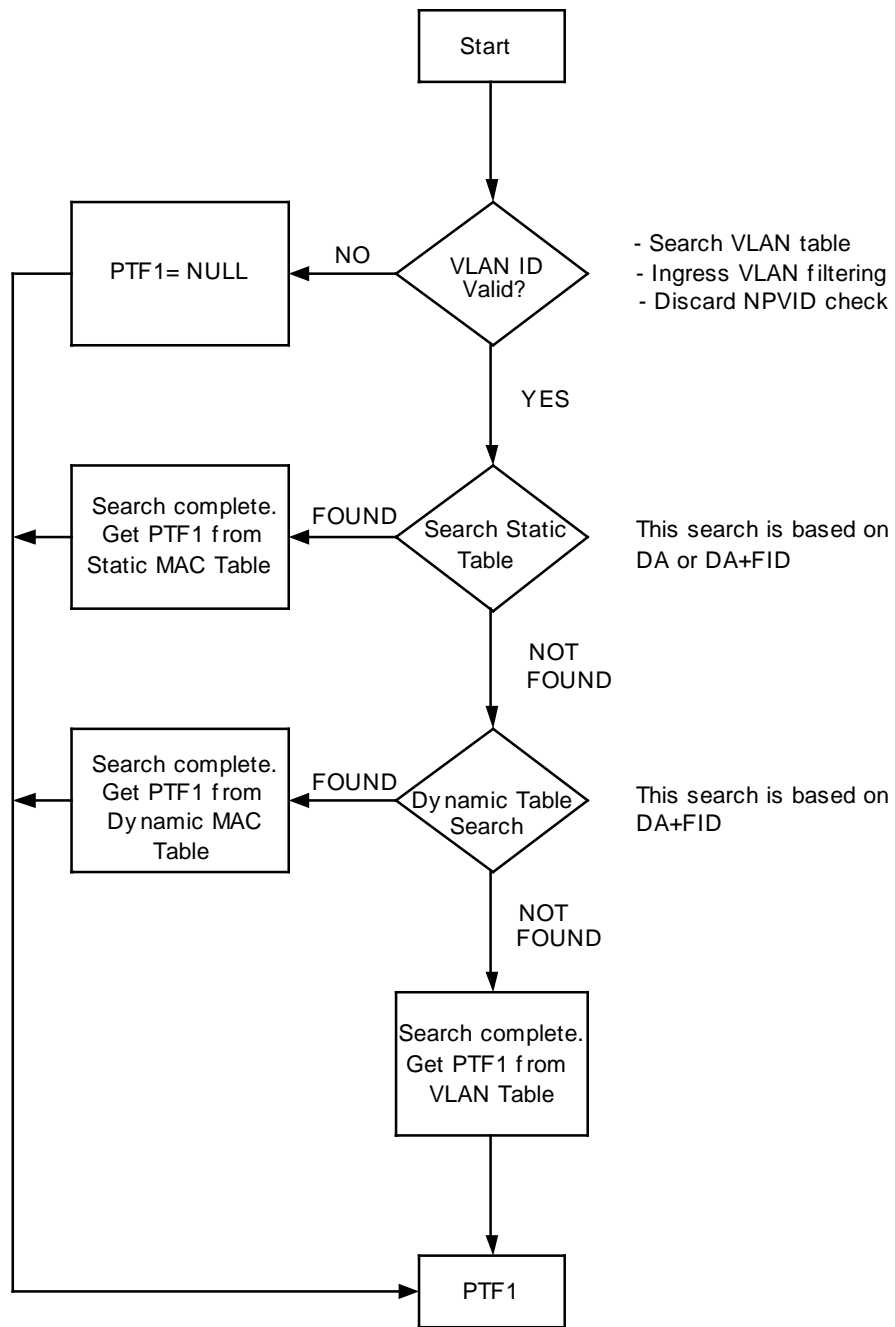 Start
PTF1= NULL
NO
VLAN ID
Valid?
- Search VLAN table
- Ingress VLAN filtering
- Discard NPVID check
YES
Search complete.
Get PTF1 from
Static MAC Table
FOUND
Search Static
Table
This search is based on
DA or DA+FID
NOT
FOUND
Search complete.
Get PTF1 from
Dynamic MAC
Table
FOUND
Dynamic Table
Search
This search is based on
DA+FID
NOT
FOUND
Search complete.
Get PTF1 from
VLAN Table
PTF1